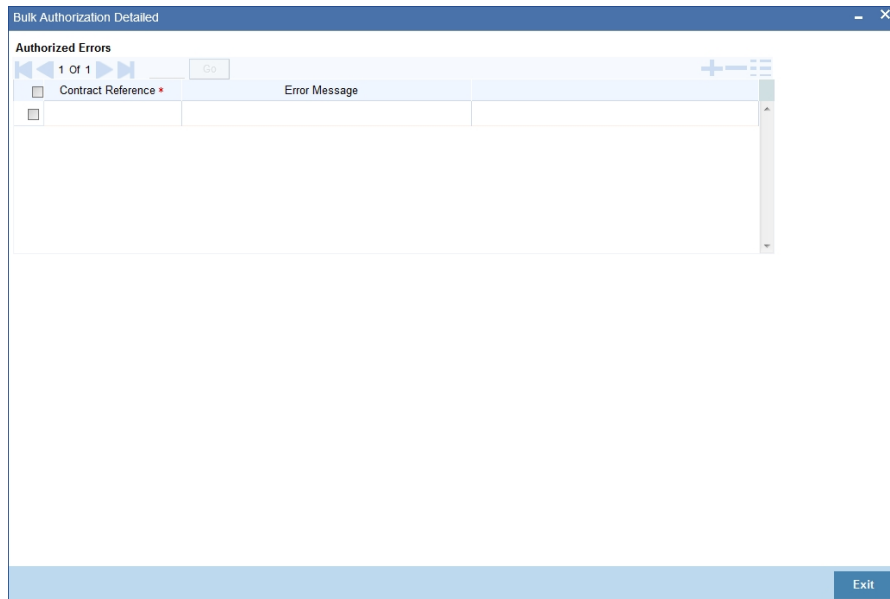 Bulk Authorization Detailed
Authorized Errors
1 Of 1 Go
Contract Reference * Error Message
Exit